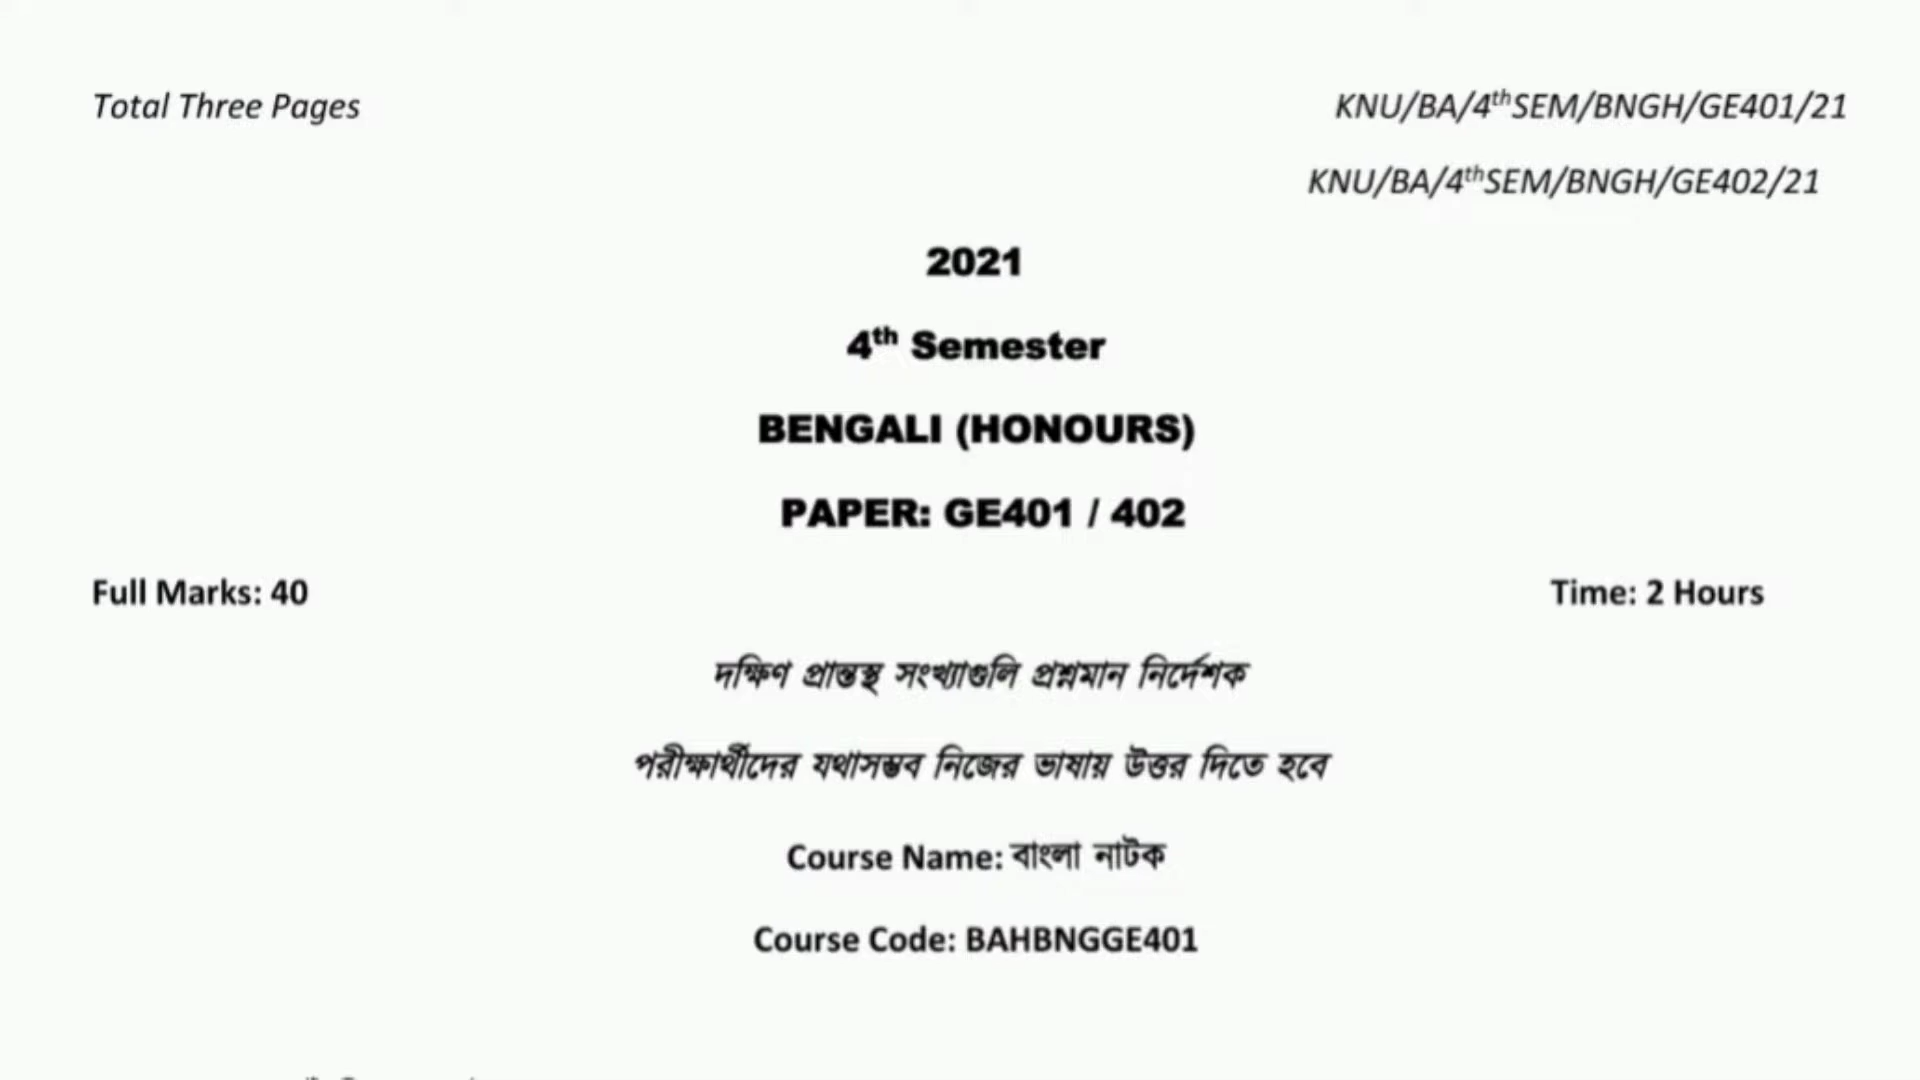 Total Three Pages
KNU/BA/4thSEM/BNGH/GE401/21
KNU/BA/4thSEM/BNGH/GE402/21
2021
4th Semester
BENGALI (HONOURS)
PAPER: GE401 / 402
Full Marks: 40
Time: 2 Hours
দক্ষিণ প্রান্তস্থ সংখ্যাগুলি প্রশ্নমান নির্দেশক
পরীক্ষার্থীদের যথাসম্ভব নিজের ভাষায় উত্তর দিতে হবে
Course Name: বাংলা নাটক
Course Code: BAHBNGGE401